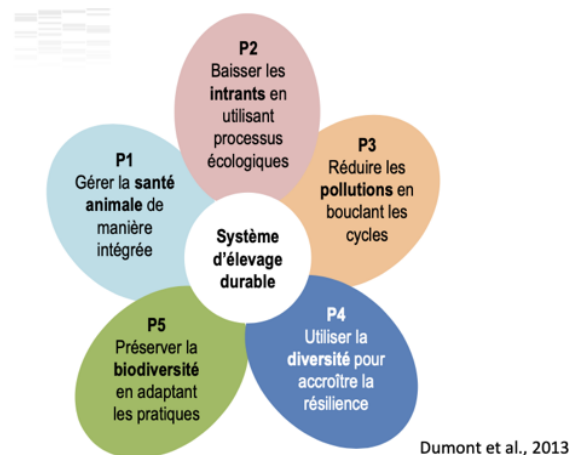 P2
Baisser les
intrants en
utilisant
processus
écologiques
P1
Gérer la santé
animale de
manière
intégrée
P3
Réduire les
pollutions en
bouclant les
cycles
Système
d'élevage
durable
P5
Préserver la
biodiversité
en adaptant
les pratiques
P4
Utiliser la
diversité pour
accroître la
résilience
Dumont et al., 2013